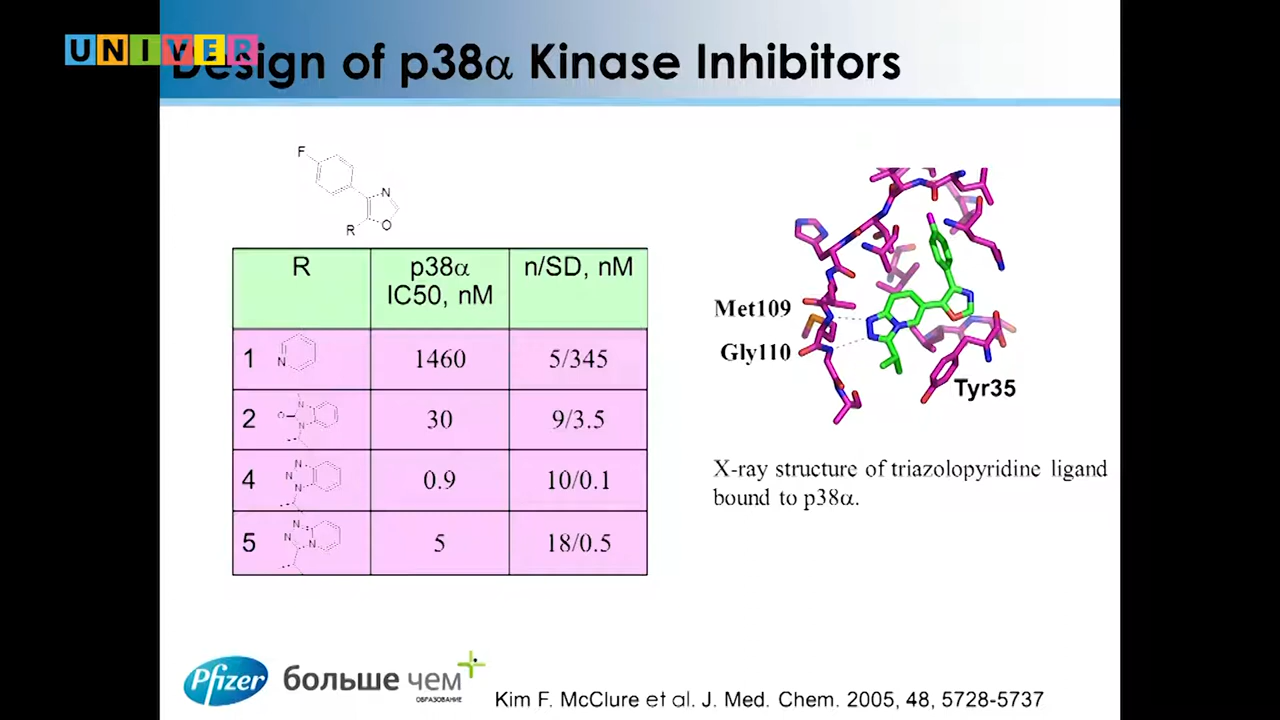 UNIVER
Design of p38α Kinase Inhibitors
F
N
O
R
R
p38α
IC50, nM
n/SD, nM
1
N
1460
5/345
2
N
O
N
30
9/3.5
4
N
N
N
0.9
10/0.1
5
N
N
N
5
18/0.5
Met109
Gly110
Tyr35
X-ray structure of triazolopyridine ligand
bound to p38α.
Pfizer
больше чем
ОБРАЗОВАНИЕ
Kim F. McClure et al. J. Med. Chem. 2005, 48, 5728-5737